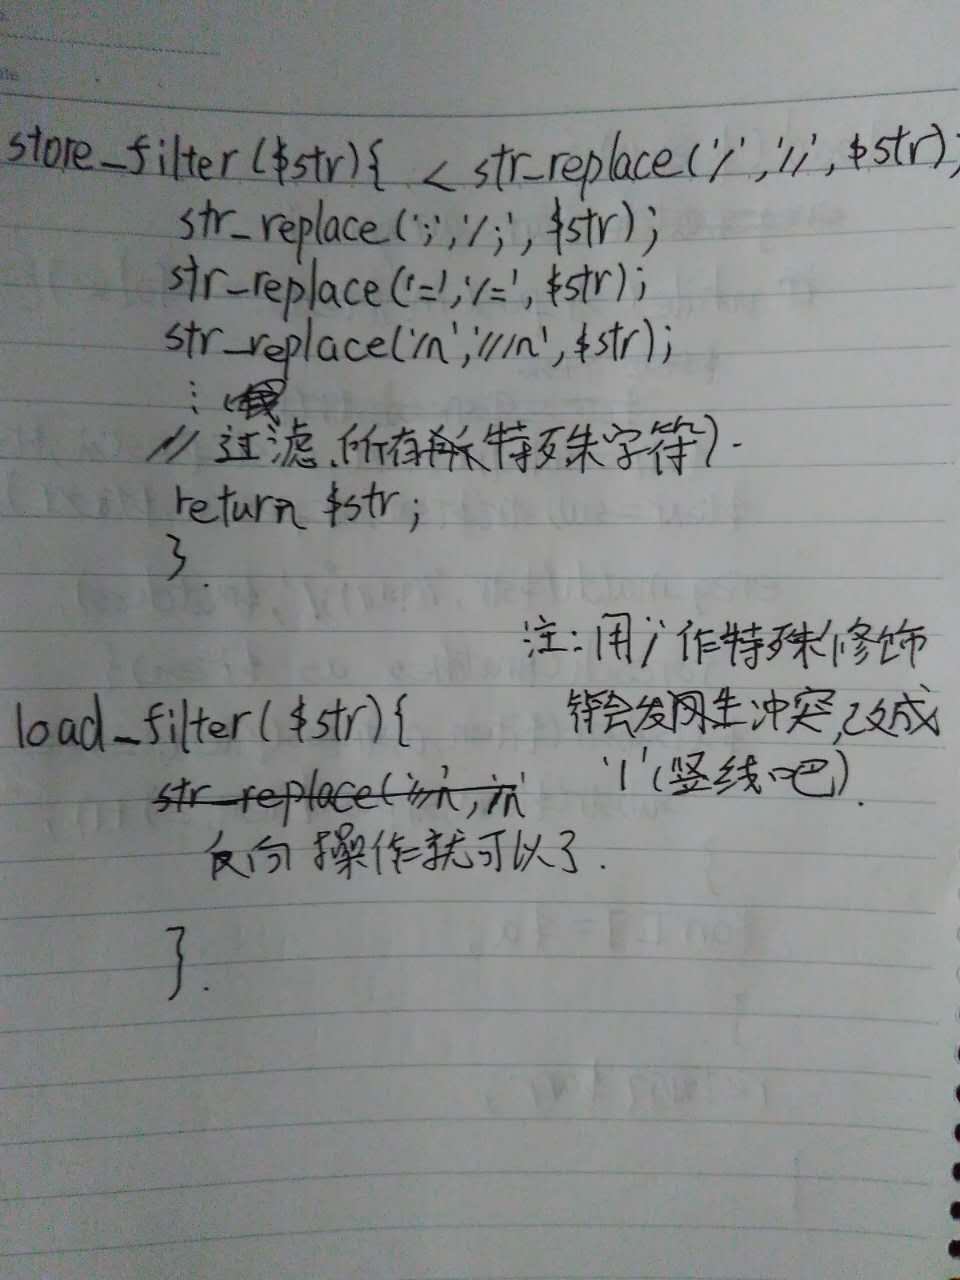 store_filter($str){ < str_replace('/','//',$str);
str_replace(';','/;',$str);
str_replace('=','/=',$str);
str_replace('/n','///n',$str);
⋮
// 过滤所有特殊字符)
return $str;
}
注:用'/'作特殊修饰
会发生冲突,改成
'|'(竖线吧)
load_filter($str){
str_replace('///n','/n'
反向操作就可以了.
}